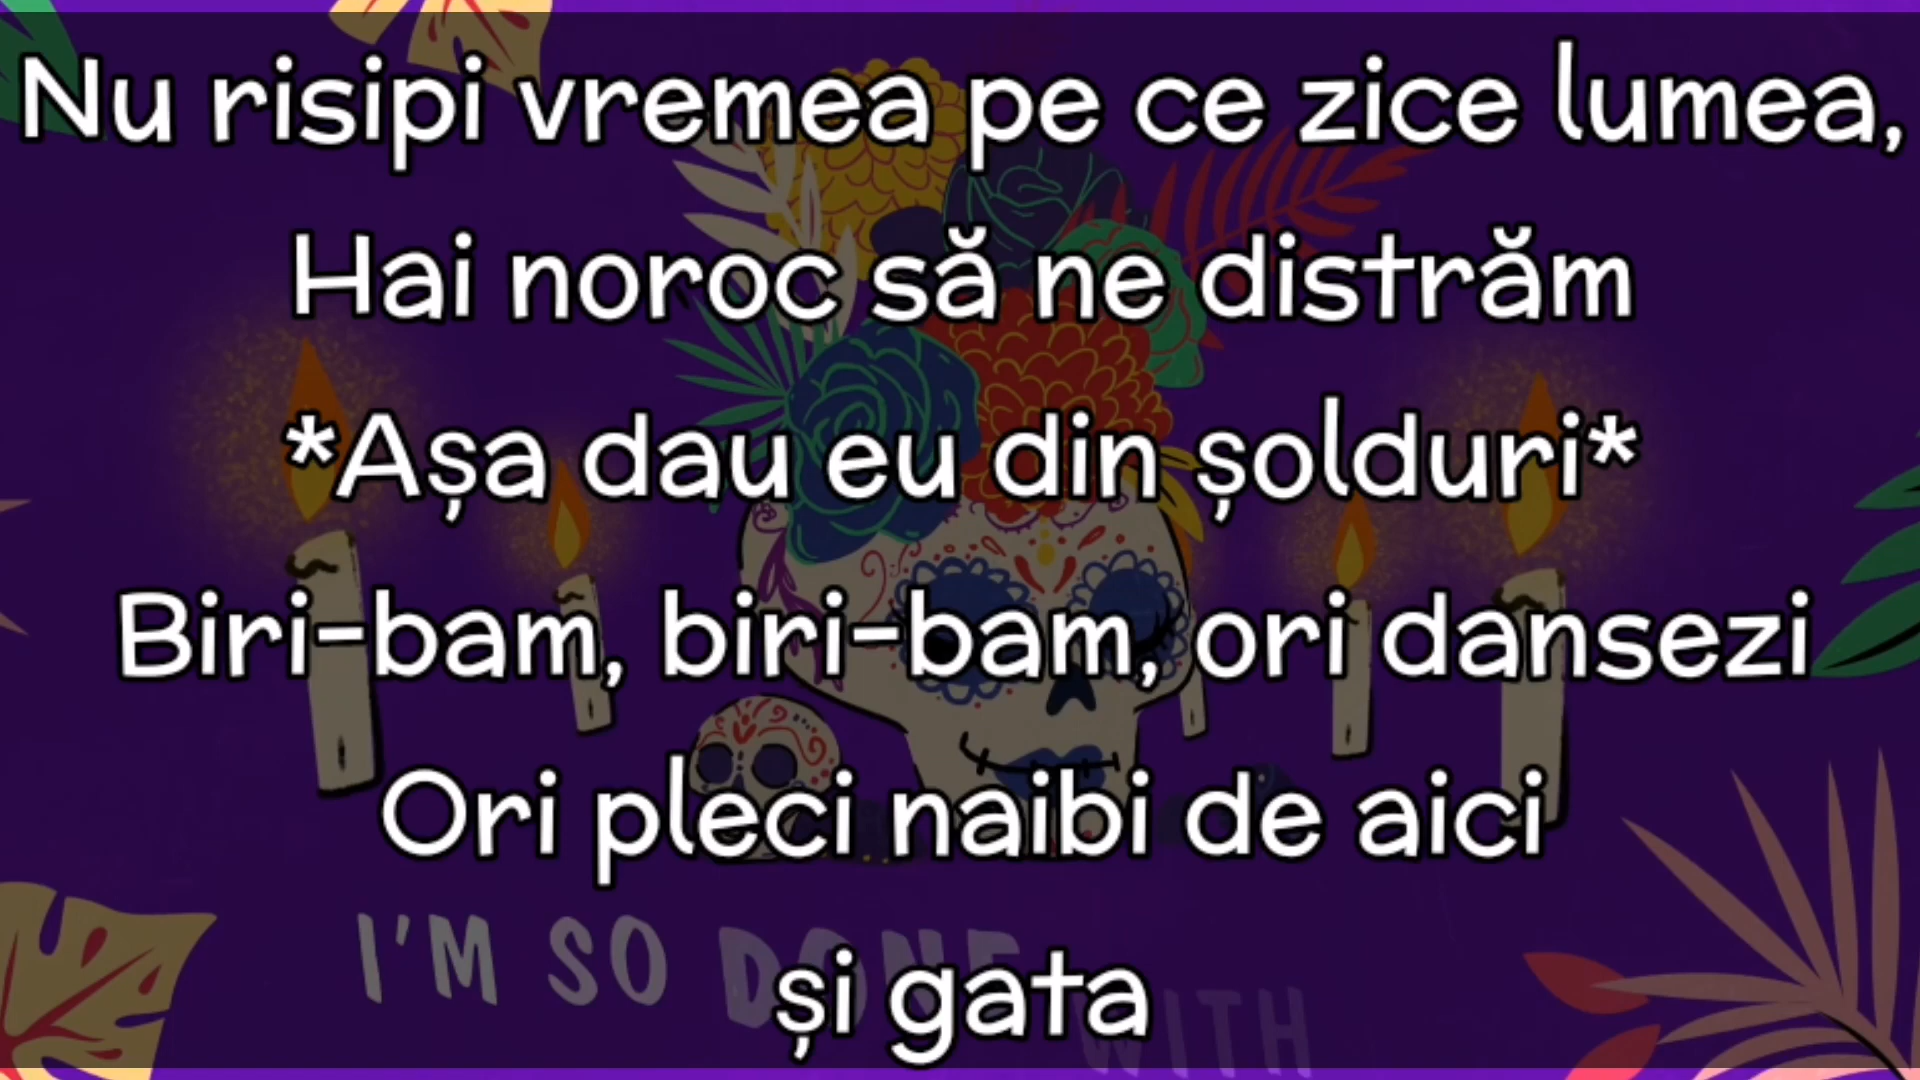 Nu risipi vremea pe ce zice lumea,
Hai noroc să ne distrăm
*Așa dau eu din șolduri*
Biri-bam, biri-bam, ori dansezi
Ori pleci naibi de aici
și gata
I'M SO DONE
WITH